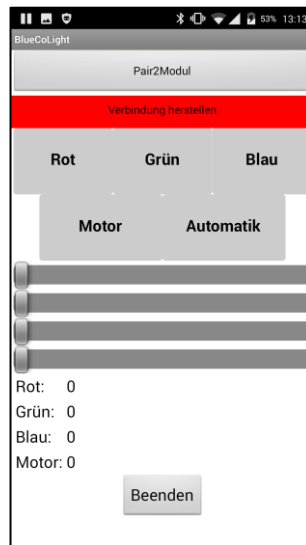 53% 13:13
BlueCoLight
Pair2Modul
Verbindung herstellen
Rot Grün Blau
Motor Automatik
Rot: 0
Grün: 0
Blau: 0
Motor: 0
Beenden